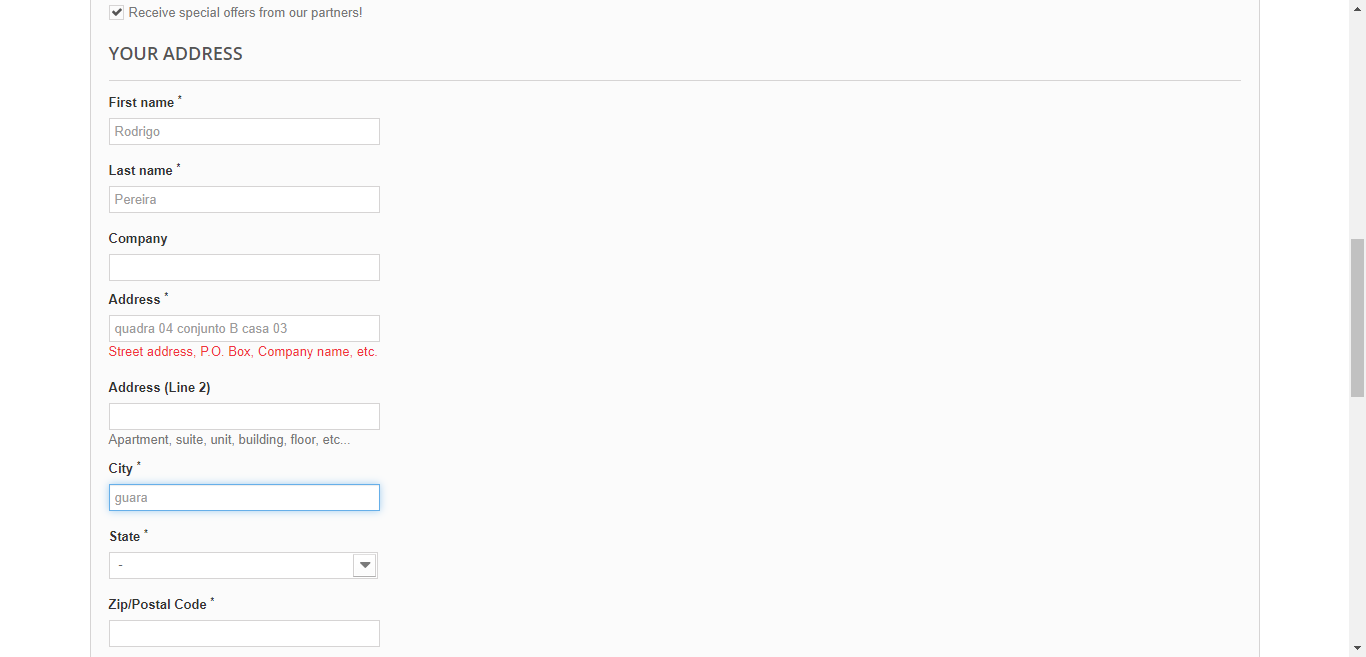 Receive special offers from our partners!
YOUR ADDRESS
First name *
Rodrigo
Last name *
Pereira
Company
Address *
quadra 04 conjunto B casa 03
Street address, P.O. Box, Company name, etc.
Address (Line 2)
Apartment, suite, unit, building, floor, etc...
City *
guara
State *
-
Zip/Postal Code *